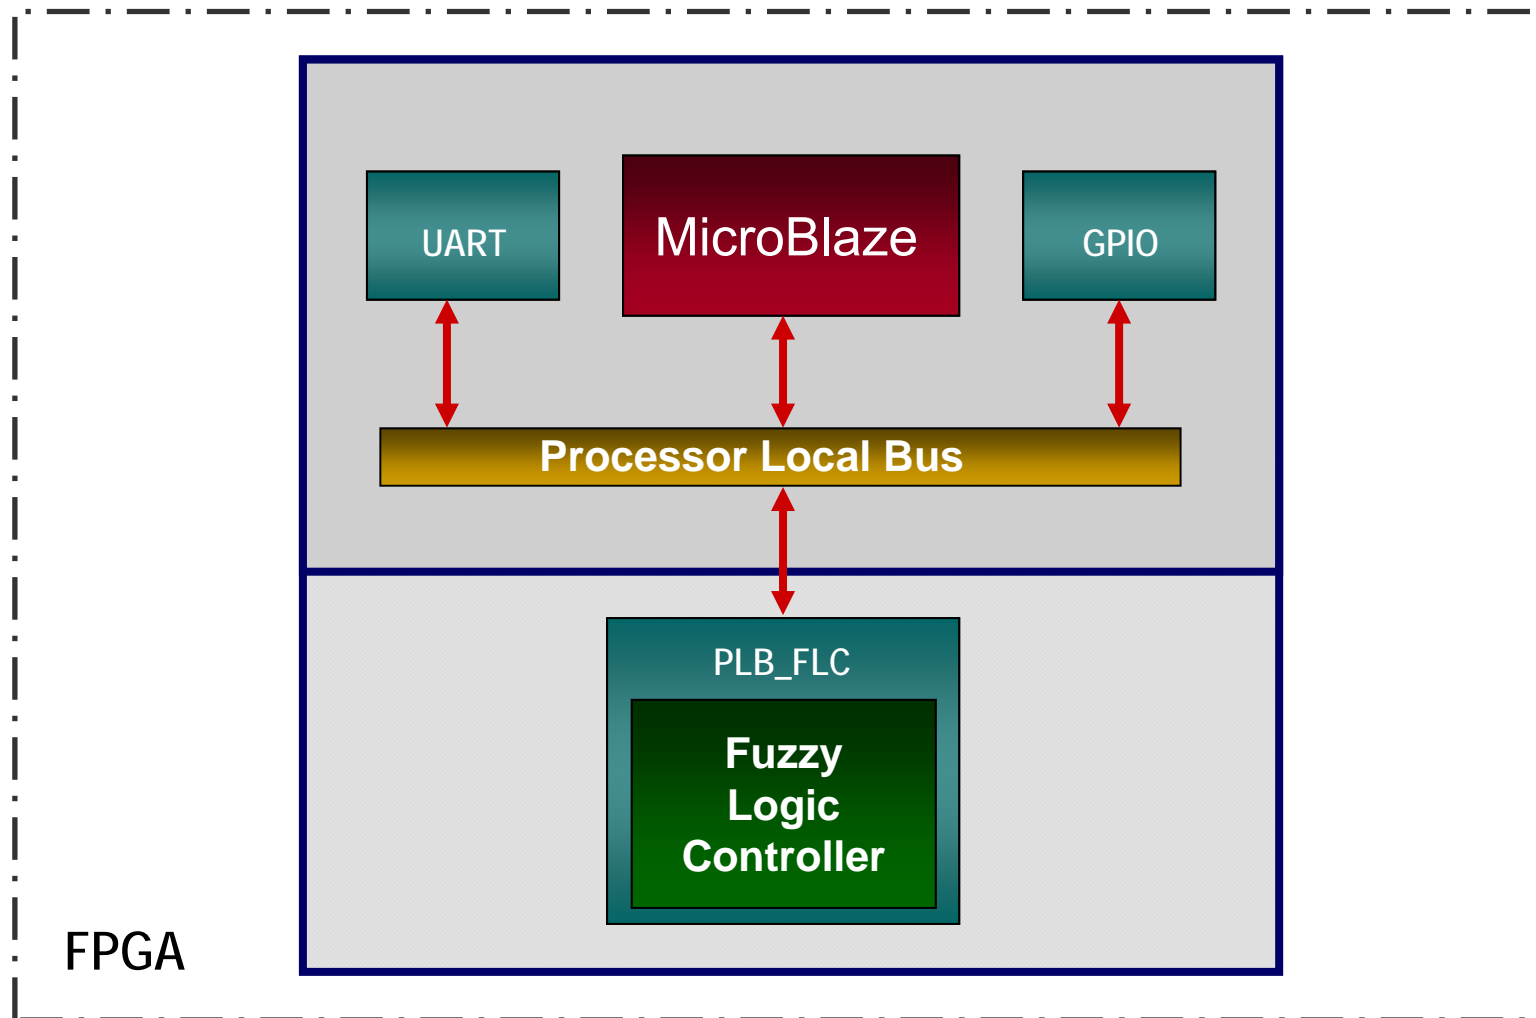 UART
MicroBlaze
GPIO
Processor Local Bus
PLB_FLC
Fuzzy
Logic
Controller
FPGA